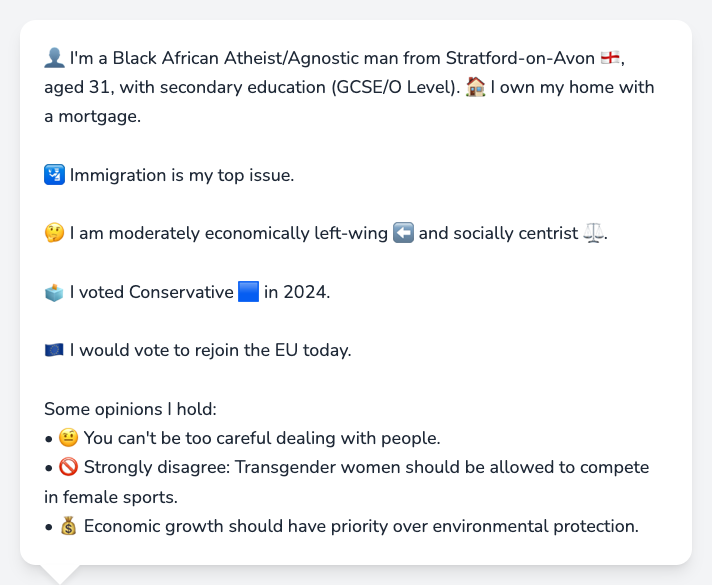 👤 I'm a Black African Atheist/Agnostic man from Stratford-on-Avon 🏴󠁧󠁢󠁥󠁮󠁧󠁿,
aged 31, with secondary education (GCSE/O Level). 🏠 I own my home with
a mortgage.
🛂 Immigration is my top issue.
🤔 I am moderately economically left-wing ⬅️ and socially centrist ⚖️.
🗳️ I voted Conservative 🟦 in 2024.
🇪🇺 I would vote to rejoin the EU today.
Some opinions I hold:
• 🤨 You can't be too careful dealing with people.
• 🚫 Strongly disagree: Transgender women should be allowed to compete
in female sports.
• 💰 Economic growth should have priority over environmental protection.